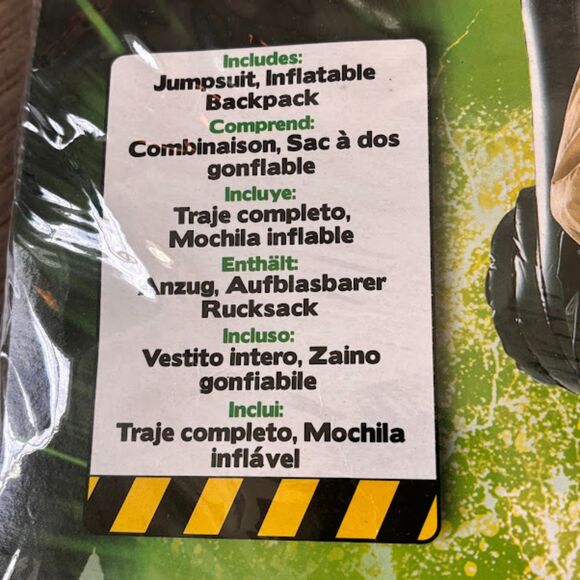 Includes:
Jumpsuit, Inflatable
Backpack
Comprend:
Combinaison, Sac à dos
gonflable
Incluye:
Traje completo,
Mochila inflable
Enthält:
Anzug, Aufblasbarer
Rucksack
Incluso:
Vestito intero, Zaino
gonfiabile
Inclui:
Traje completo, Mochila
inflável